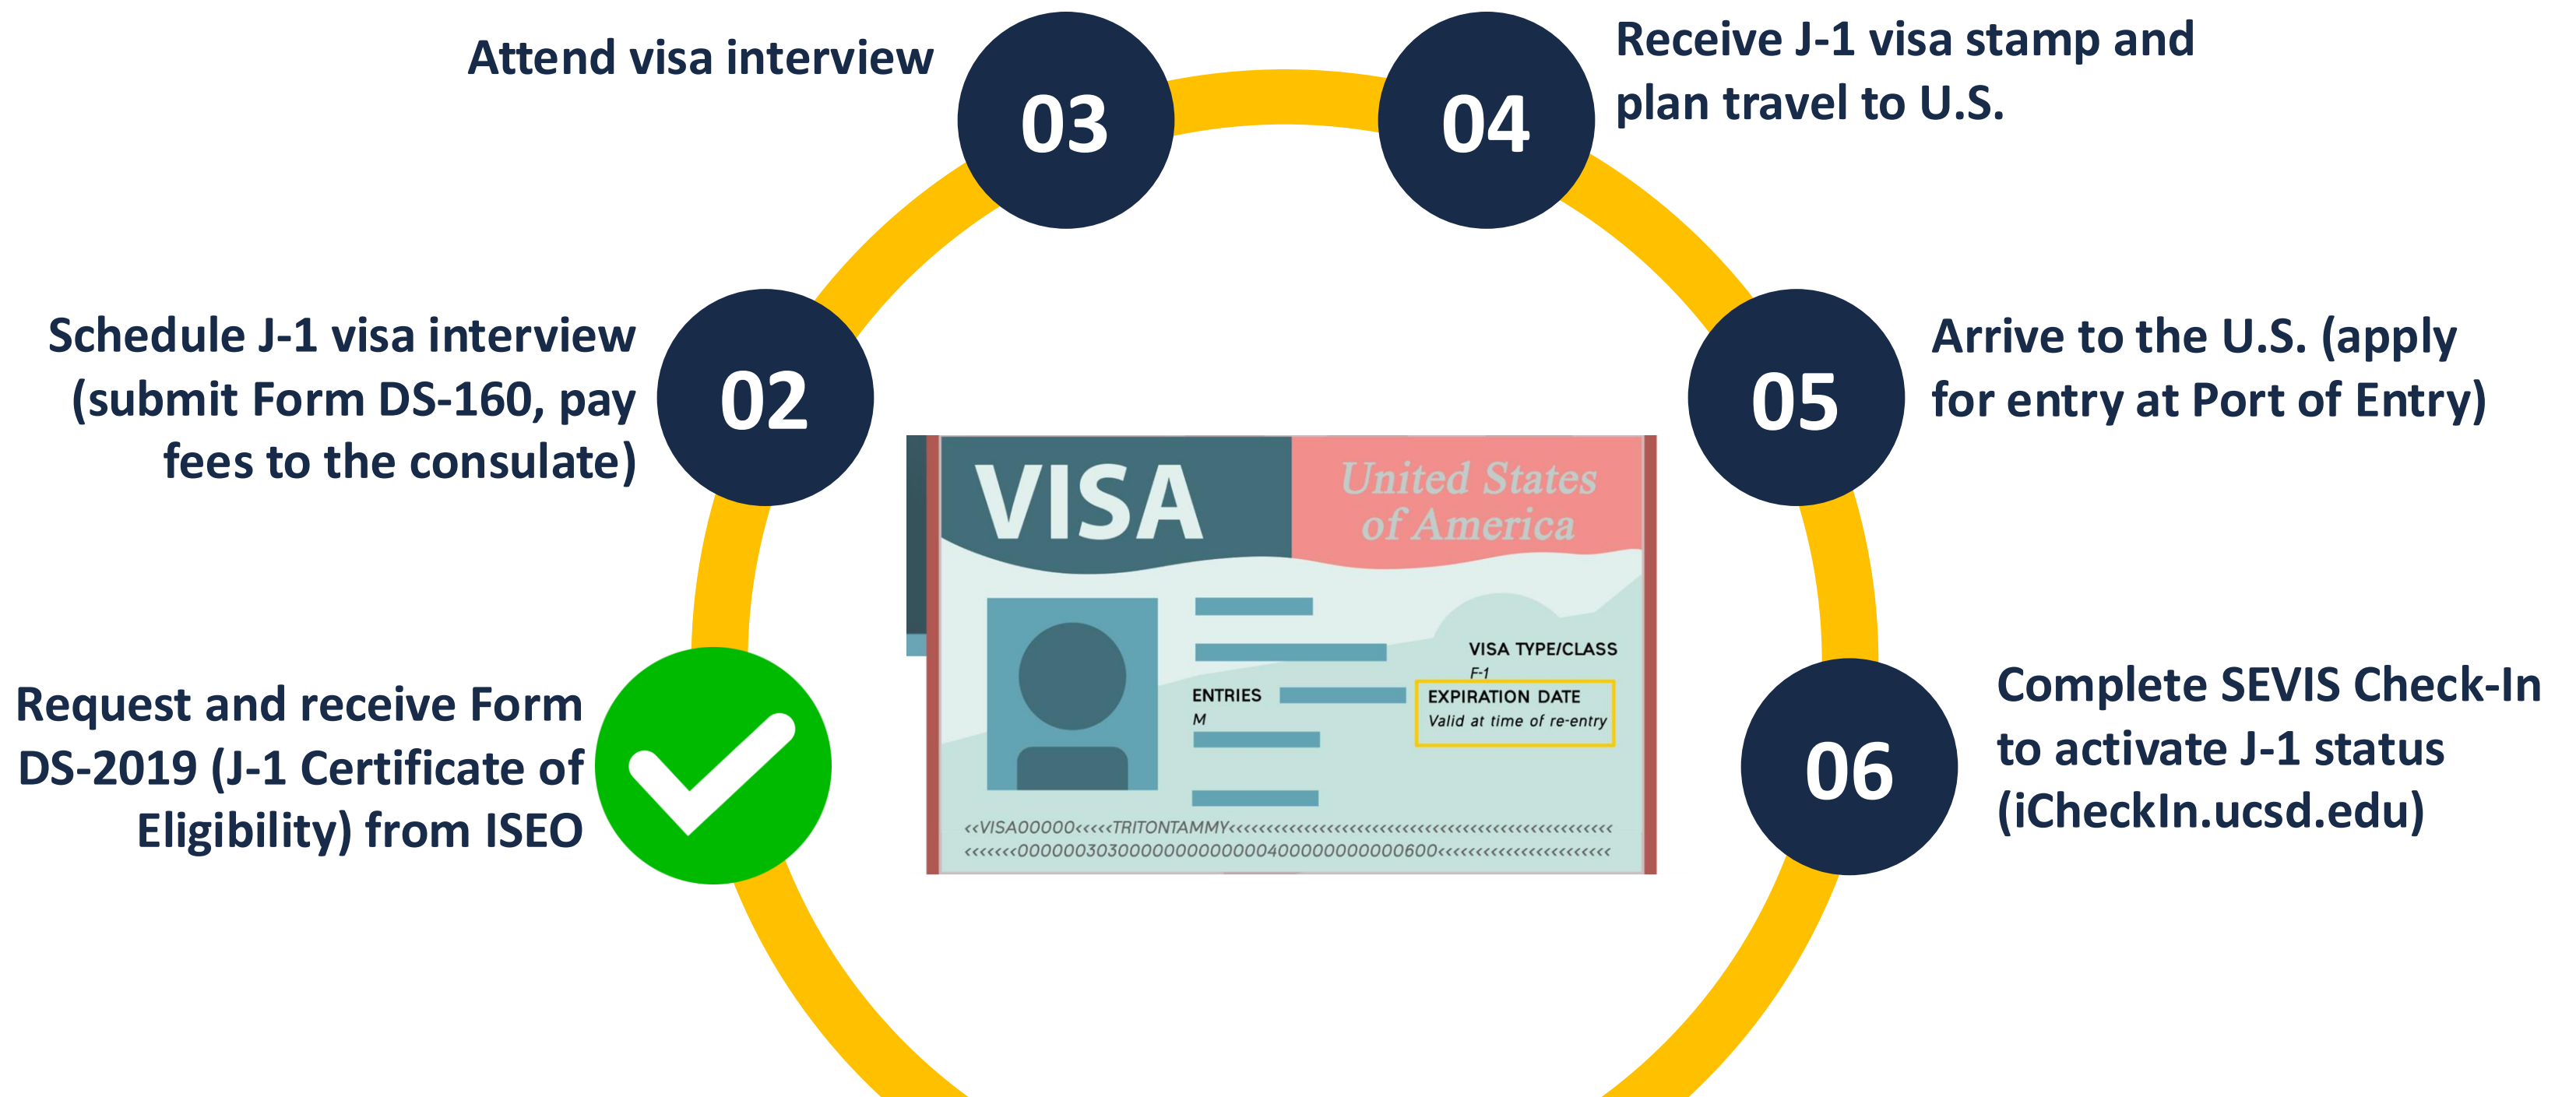 Attend visa interview
03
04
Receive J-1 visa stamp and
plan travel to U.S.
Schedule J-1 visa interview
(submit Form DS-160, pay
fees to the consulate)
02
05
Arrive to the U.S. (apply
for entry at Port of Entry)
VISA
United States
of America
VISA TYPE/CLASS
F-1
ENTRIES
M
EXPIRATION DATE
Valid at time of re-entry
Request and receive Form
DS-2019 (J-1 Certificate of
Eligibility) from ISEO
06
Complete SEVIS Check-In
to activate J-1 status
(iCheckIn.ucsd.edu)
<<VISA00000<<<<<TRITONTAMMY<<<<<<<<<<<<<<<<<<<<<<<<<<<<<<<<<<<<<<<<<<<<<<<<<<<
<<<<<<<0000003030000000000000400000000000600<<<<<<<<<<<<<<<<<<<<<<<